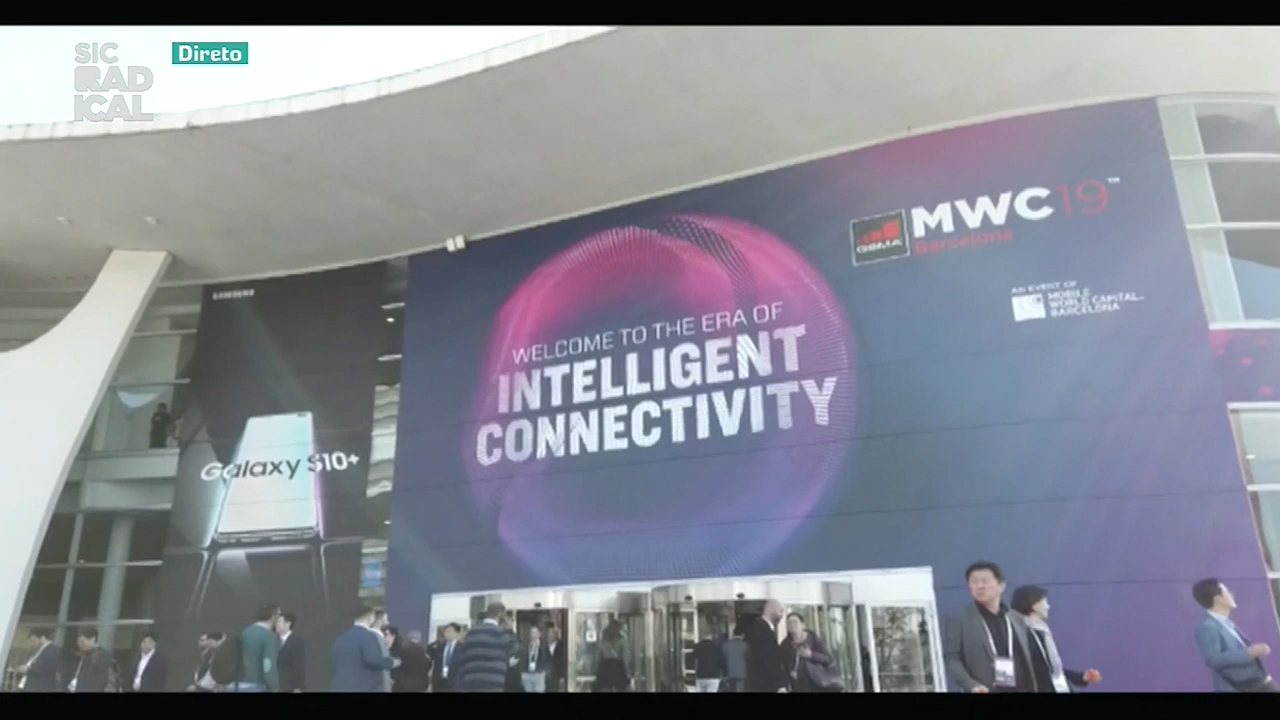 SIC
RAD
ICAL
Direto
SAMSUNG
Galaxy S10+
WELCOME TO THE ERA OF
INTELLIGENT
CONNECTIVITY
GSMA
MWC19™
Barcelona
AN EVENT OF
MOBILE
WORLD CAPITAL
BARCELONA